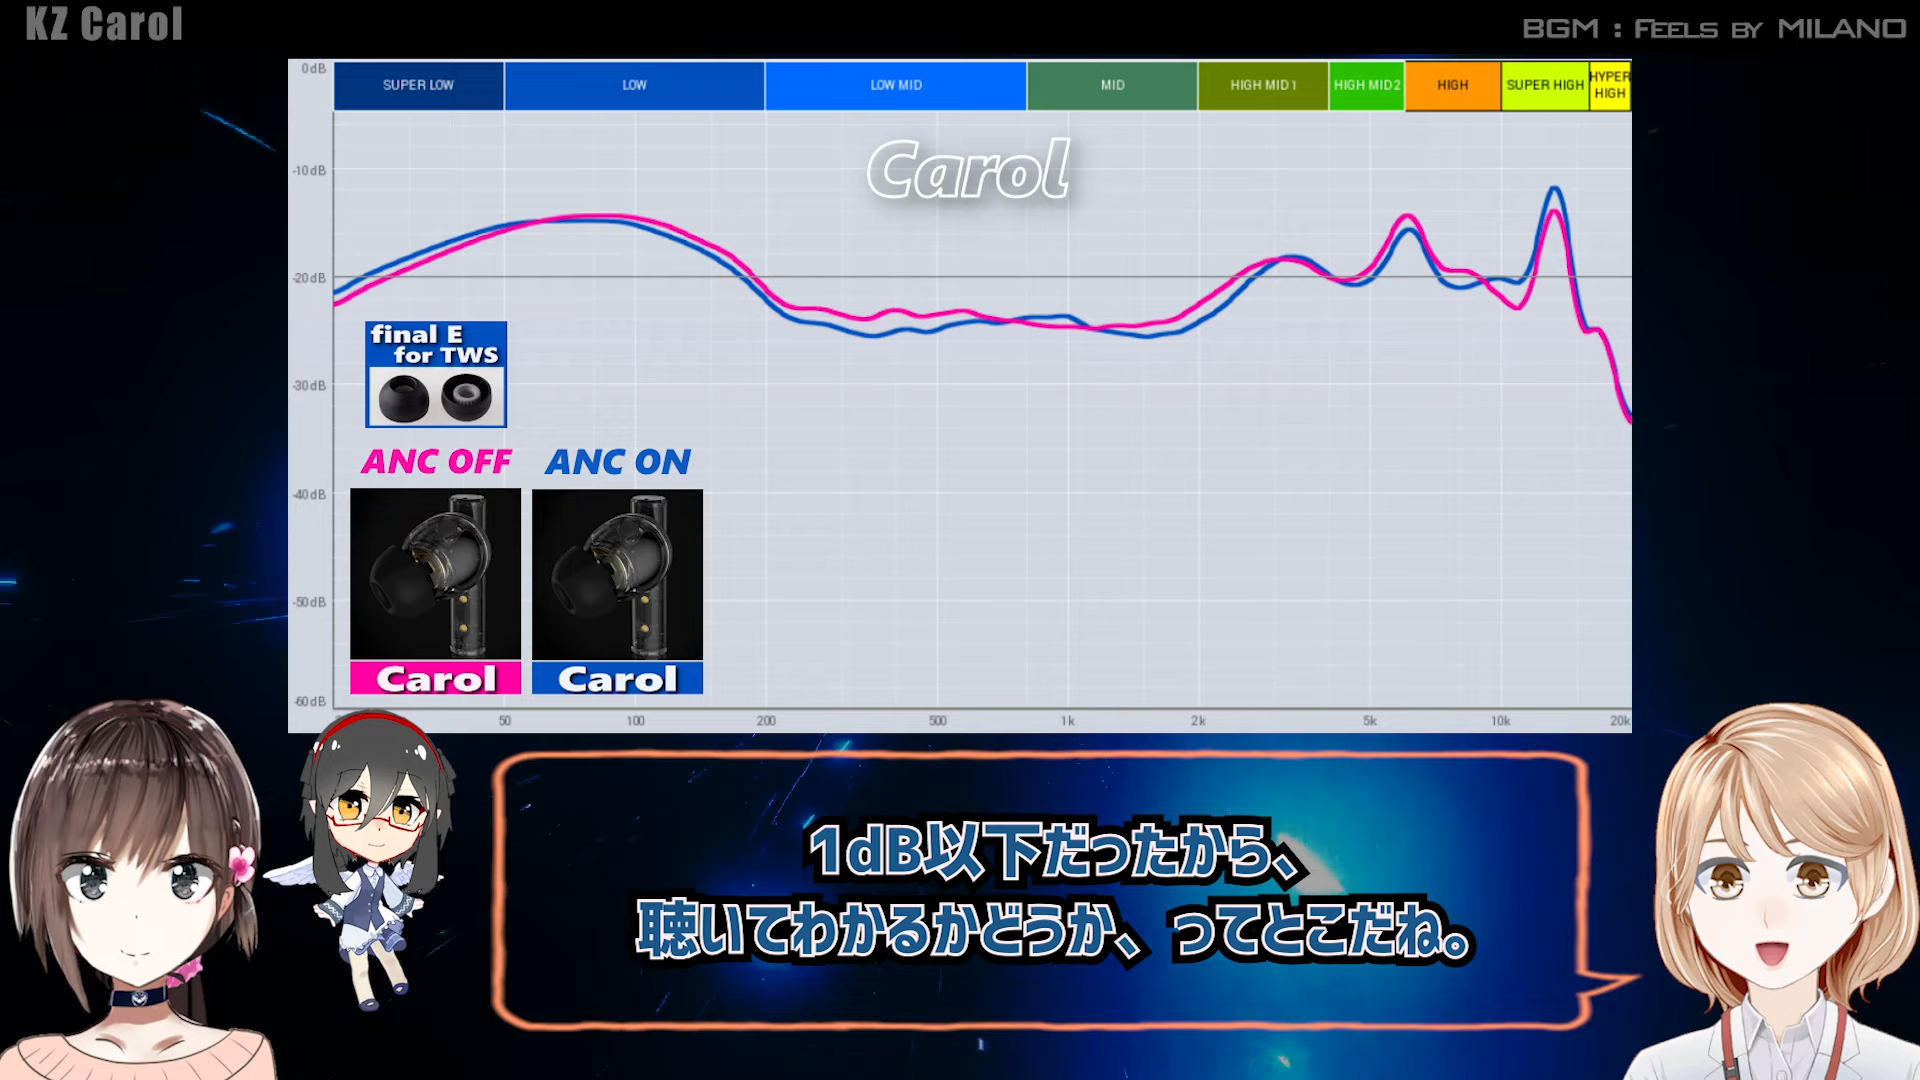 KZ Carol
BGM : Feels by MILANO
0dB
SUPER LOW
LOW
LOW MID
MID
HIGH MID 1
HIGH MID 2
HIGH
SUPER HIGH
HYPER
HIGH
Carol
-10dB
-20dB
-30dB
-40dB
-50dB
-60dB
final E
for TWS
ANC OFF
ANC ON
Carol
Carol
50
100
200
500
1k
2k
5k
10k
20k
1dB以下だったから、
聴いてわかるかどうか、ってとこだね。